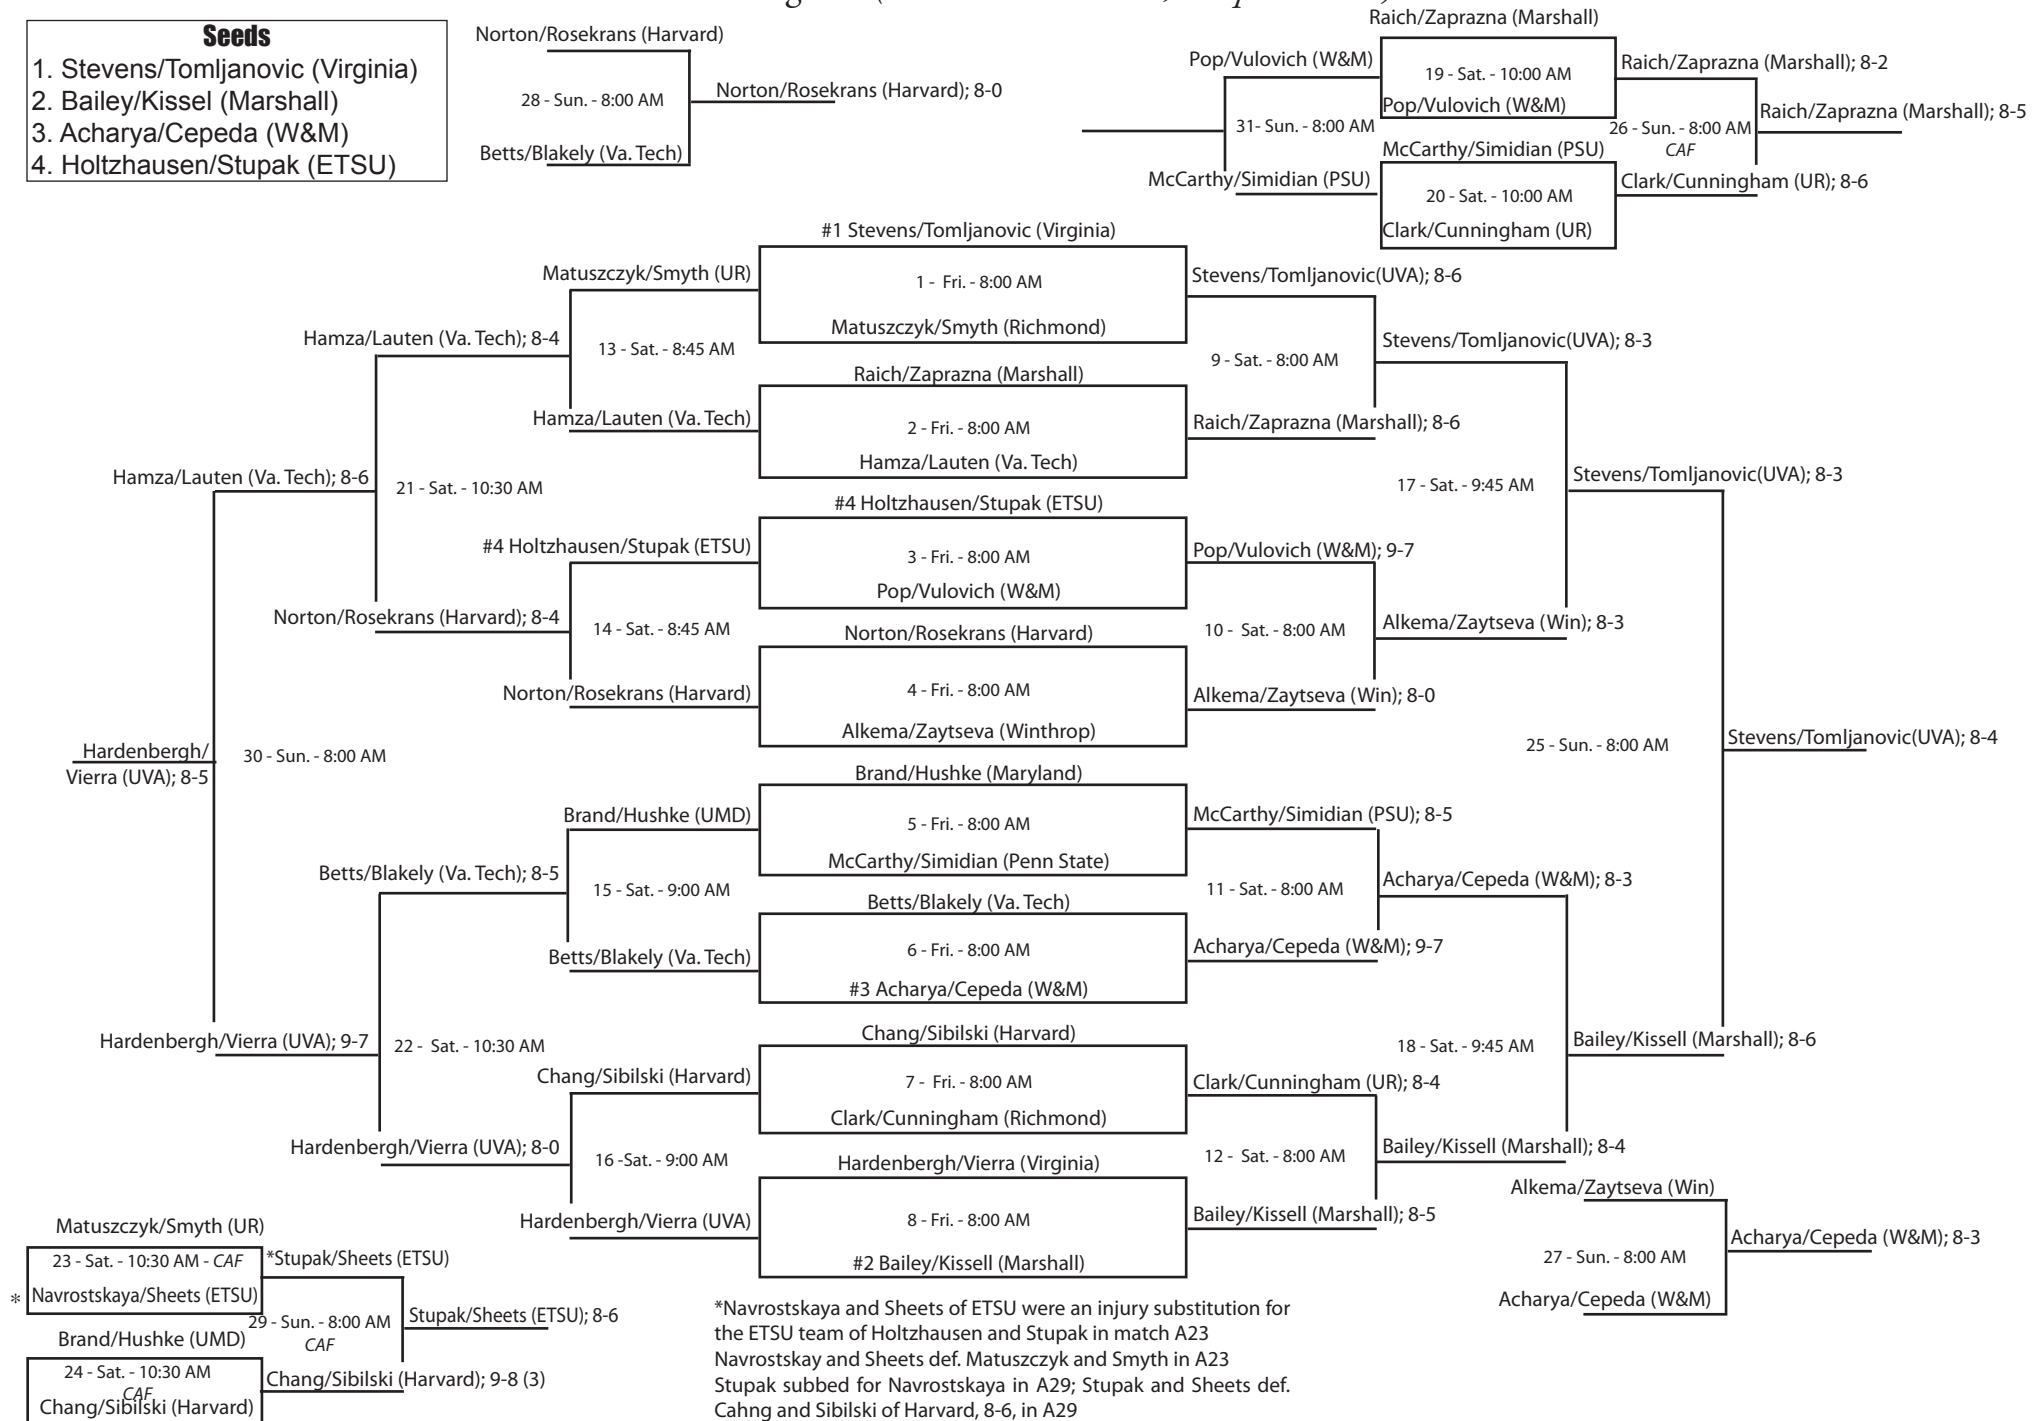 Seeds
1. Stevens/Tomljanovic (Virginia)
2. Bailey/Kissel (Marshall)
3. Acharya/Cepeda (W&M)
4. Holtzhausen/Stupak (ETSU)
Norton/Rosekrans (Harvard)
28 - Sun. - 8:00 AM
Norton/Rosekrans (Harvard); 8-0
Betts/Blakely (Va. Tech)
Raich/Zaprazna (Marshall)
Pop/Vulovich (W&M)
19 - Sat. - 10:00 AM
Raich/Zaprazna (Marshall); 8-2
Pop/Vulovich (W&M)
31- Sun. - 8:00 AM
26 - Sun. - 8:00 AM
CAF
Raich/Zaprazna (Marshall); 8-5
McCarthy/Simidian (PSU)
McCarthy/Simidian (PSU)
20 - Sat. - 10:00 AM
Clark/Cunningham (UR); 8-6
Clark/Cunningham (UR)
#1 Stevens/Tomljanovic (Virginia)
Matuszczyk/Smyth (UR)
1 - Fri. - 8:00 AM
Stevens/Tomljanovic(UVA); 8-6
Matuszczyk/Smyth (Richmond)
Hamza/Lauten (Va. Tech); 8-4
13 - Sat. - 8:45 AM
9 - Sat. - 8:00 AM
Stevens/Tomljanovic(UVA); 8-3
Raich/Zaprazna (Marshall)
Hamza/Lauten (Va. Tech)
2 - Fri. - 8:00 AM
Raich/Zaprazna (Marshall); 8-6
Hamza/Lauten (Va. Tech)
Hamza/Lauten (Va. Tech); 8-6
21 - Sat. - 10:30 AM
17 - Sat. - 9:45 AM
Stevens/Tomljanovic(UVA); 8-3
#4 Holtzhausen/Stupak (ETSU)
#4 Holtzhausen/Stupak (ETSU)
3 - Fri. - 8:00 AM
Pop/Vulovich (W&M); 9-7
Pop/Vulovich (W&M)
Norton/Rosekrans (Harvard); 8-4
14 - Sat. - 8:45 AM
10 - Sat. - 8:00 AM
Alkema/Zaytseva (Win); 8-3
Norton/Rosekrans (Harvard)
Norton/Rosekrans (Harvard)
4 - Fri. - 8:00 AM
Alkema/Zaytseva (Win); 8-0
Alkema/Zaytseva (Winthrop)
Hardenbergh/
Vierra (UVA); 8-5
30 - Sun. - 8:00 AM
25 - Sun. - 8:00 AM
Stevens/Tomljanovic(UVA); 8-4
Brand/Hushke (Maryland)
Brand/Hushke (UMD)
5 - Fri. - 8:00 AM
McCarthy/Simidian (PSU); 8-5
McCarthy/Simidian (Penn State)
Betts/Blakely (Va. Tech); 8-5
15 - Sat. - 9:00 AM
11 - Sat. - 8:00 AM
Acharya/Cepeda (W&M); 8-3
Betts/Blakely (Va. Tech)
Betts/Blakely (Va. Tech)
6 - Fri. - 8:00 AM
Acharya/Cepeda (W&M); 9-7
#3 Acharya/Cepeda (W&M)
Hardenbergh/Vierra (UVA); 9-7
22 - Sat. - 10:30 AM
18 - Sat. - 9:45 AM
Bailey/Kissell (Marshall); 8-6
Chang/Sibilski (Harvard)
Chang/Sibilski (Harvard)
7 - Fri. - 8:00 AM
Clark/Cunningham (UR); 8-4
Clark/Cunningham (Richmond)
Hardenbergh/Vierra (UVA); 8-0
16 -Sat. - 9:00 AM
12 - Sat. - 8:00 AM
Bailey/Kissell (Marshall); 8-4
Hardenbergh/Vierra (Virginia)
Hardenbergh/Vierra (UVA)
8 - Fri. - 8:00 AM
Bailey/Kissell (Marshall); 8-5
#2 Bailey/Kissell (Marshall)
Alkema/Zaytseva (Win)
27 - Sun. - 8:00 AM
Acharya/Cepeda (W&M); 8-3
Acharya/Cepeda (W&M)
Matuszczyk/Smyth (UR)
23 - Sat. - 10:30 AM - CAF
*Stupak/Sheets (ETSU)
* Navrostskaya/Sheets (ETSU)
29 - Sun. - 8:00 AM
CAF
Stupak/Sheets (ETSU); 8-6
Brand/Hushke (UMD)
24 - Sat. - 10:30 AM
CAF
Chang/Sibilski (Harvard); 9-8 (3)
Chang/Sibilski (Harvard)
*Navrostskaya and Sheets of ETSU were an injury substitution for
the ETSU team of Holtzhausen and Stupak in match A23
Navrostskay and Sheets def. Matuszczyk and Smyth in A23
Stupak subbed for Navrostskaya in A29; Stupak and Sheets def.
Cahng and Sibilski of Harvard, 8-6, in A29